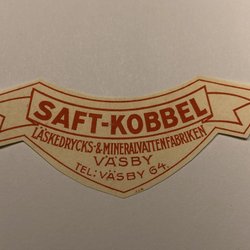 SAFT-KOBBEL
LÄSKEDRYCKS- & MINERALVATTENFABRIKEN
VÄSBY
TEL: VÄSBY 64.